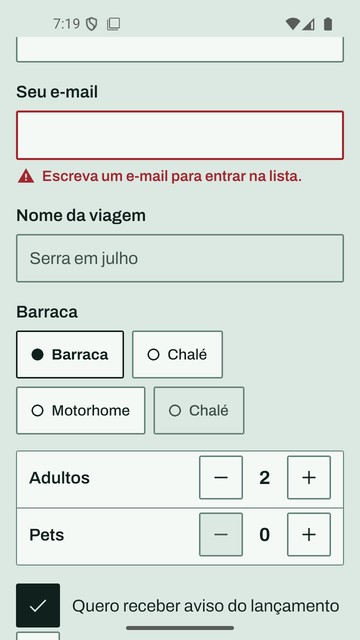 7:19
Seu e-mail
Escreva um e-mail para entrar na lista.
Nome da viagem
Serra em julho
Barraca
Barraca Chalé
Motorhome Chalé
Adultos 2
Pets 0
Quero receber aviso do lançamento